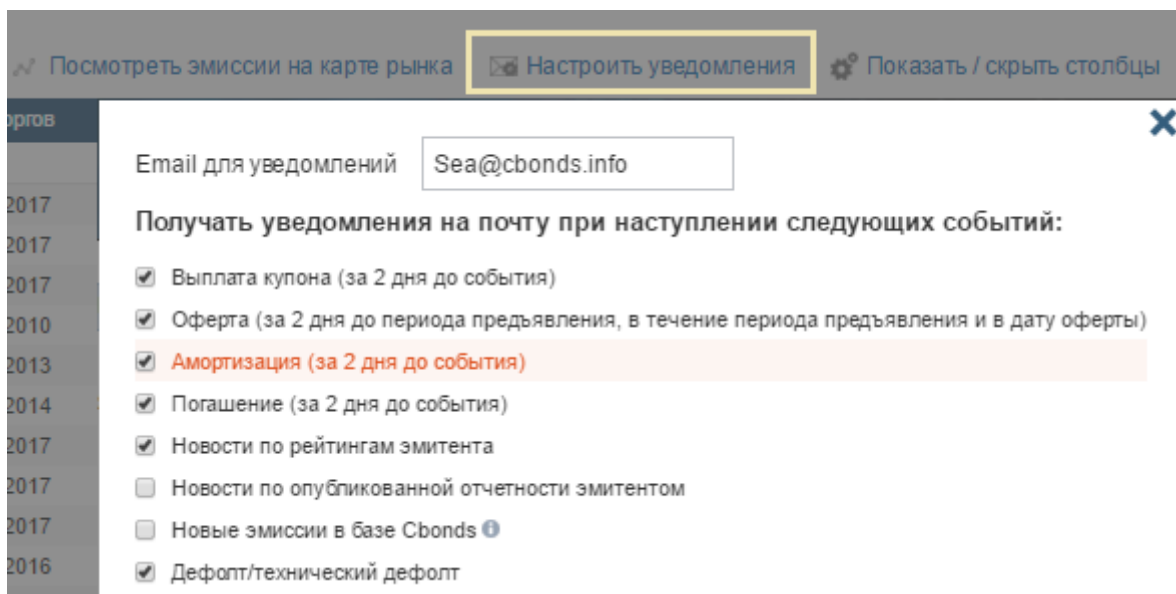 Посмотреть эмиссии на карте рынка Настроить уведомления Показать / скрыть столбцы
оргов
Email для уведомлений Sea@cbonds.info
2017
Получать уведомления на почту при наступлении следующих событий:
2017
2017 Выплата купона (за 2 дня до события)
2010 Оферта (за 2 дня до периода предъявления, в течение периода предъявления и в дату оферты)
2013 Амортизация (за 2 дня до события)
2014 Погашение (за 2 дня до события)
2017 Новости по рейтингам эмитента
2017 Новости по опубликованной отчетности эмитентом
2017 Новые эмиссии в базе Cbonds
2016 Дефолт/технический дефолт